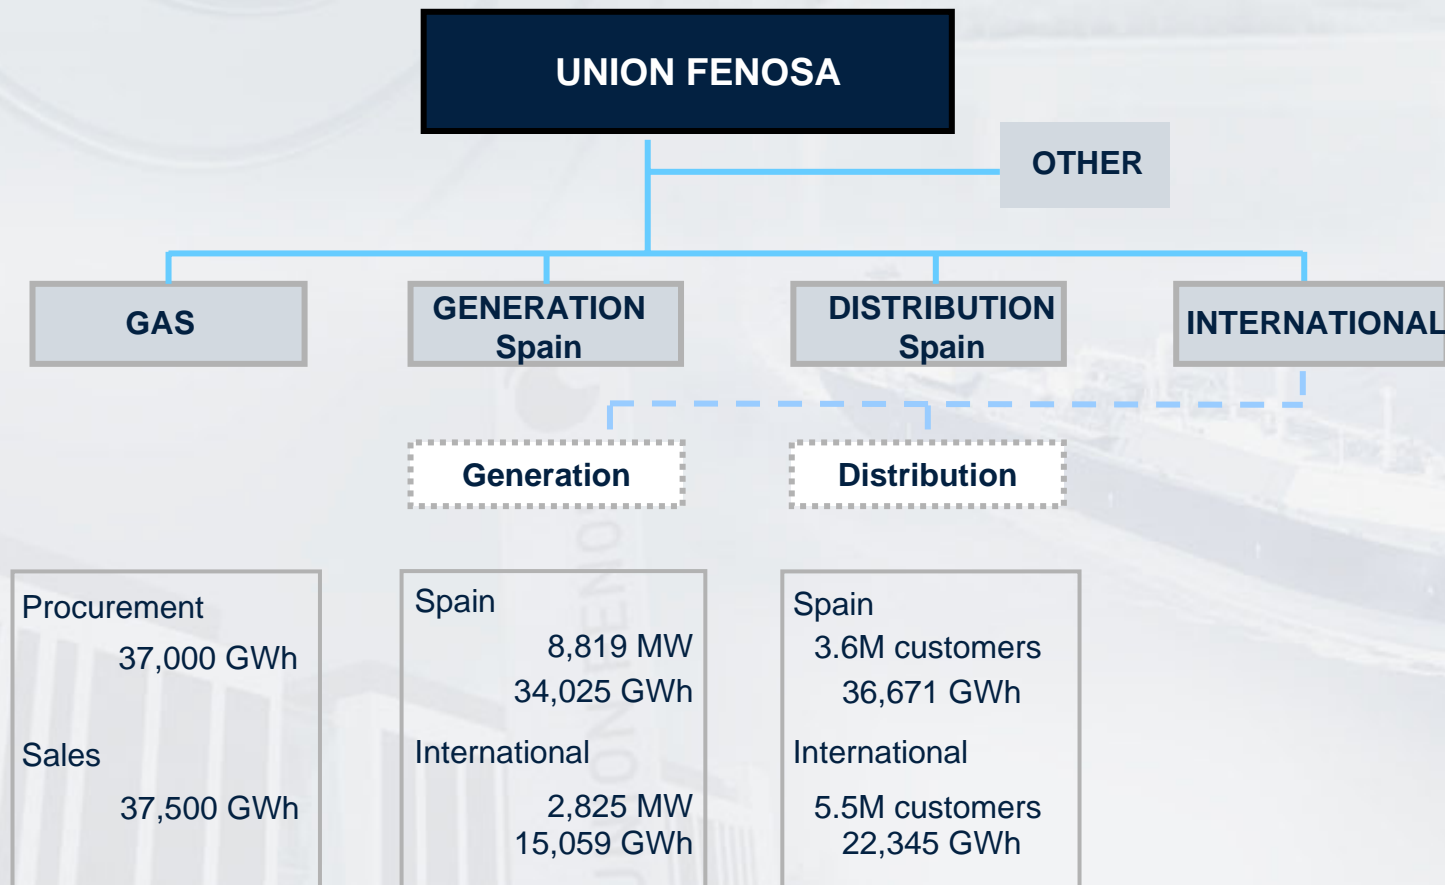 UNION FENOSA
OTHER
GAS
GENERATION
Spain
DISTRIBUTION
Spain
INTERNATIONAL
Generation
Distribution
Procurement
37,000 GWh
Sales
37,500 GWh
Spain
8,819 MW
34,025 GWh
International
2,825 MW
15,059 GWh
Spain
3.6M customers
36,671 GWh
International
5.5M customers
22,345 GWh
UNION FENO